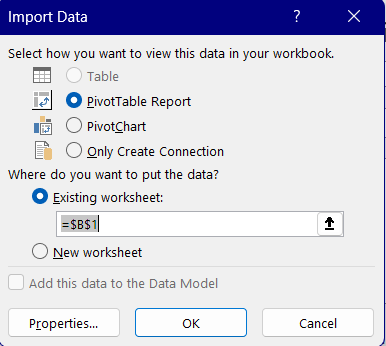 Import Data
?
Select how you want to view this data in your workbook.
Table
PivotTable Report
PivotChart
Only Create Connection
Where do you want to put the data?
Existing worksheet:
=$B$1
New worksheet
Add this data to the Data Model
Properties...
OK
Cancel